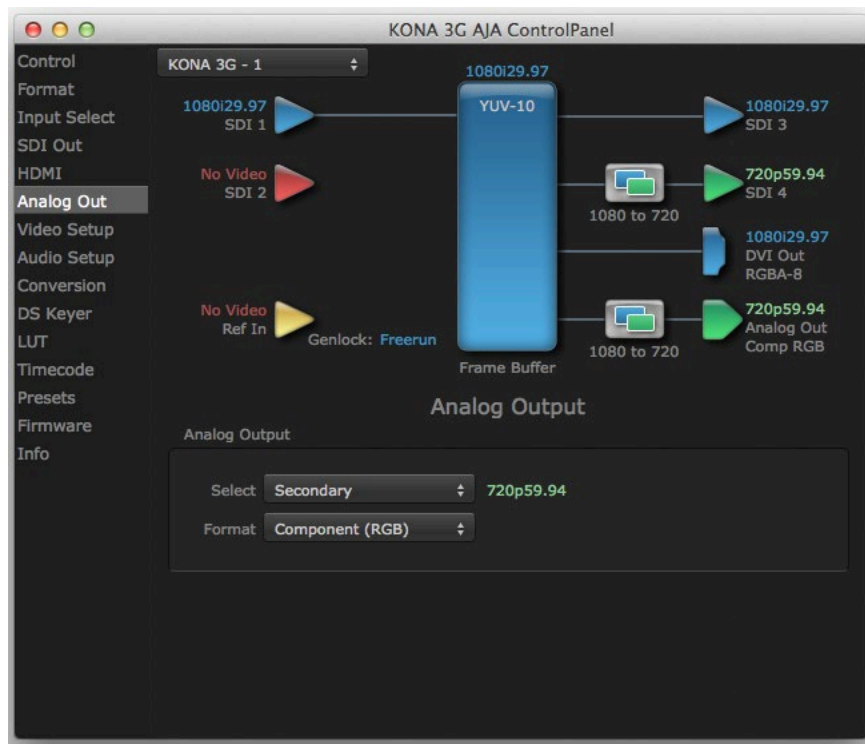 KONA 3G AJA ControlPanel
Control
Format
Input Select
SDI Out
HDMI
Analog Out
Video Setup
Audio Setup
Conversion
DS Keyer
LUT
Timecode
Presets
Firmware
Info
KONA 3G - 1
1080i29.97
YUV-10
Frame Buffer
1080i29.97
SDI 1
No Video
SDI 2
No Video
Ref In
Genlock: Freerun
1080i29.97
SDI 3
1080 to 720
720p59.94
SDI 4
1080i29.97
DVI Out
RGBA-8
1080 to 720
720p59.94
Analog Out
Comp RGB
Analog Output
Analog Output
Select Secondary 720p59.94
Format Component (RGB)